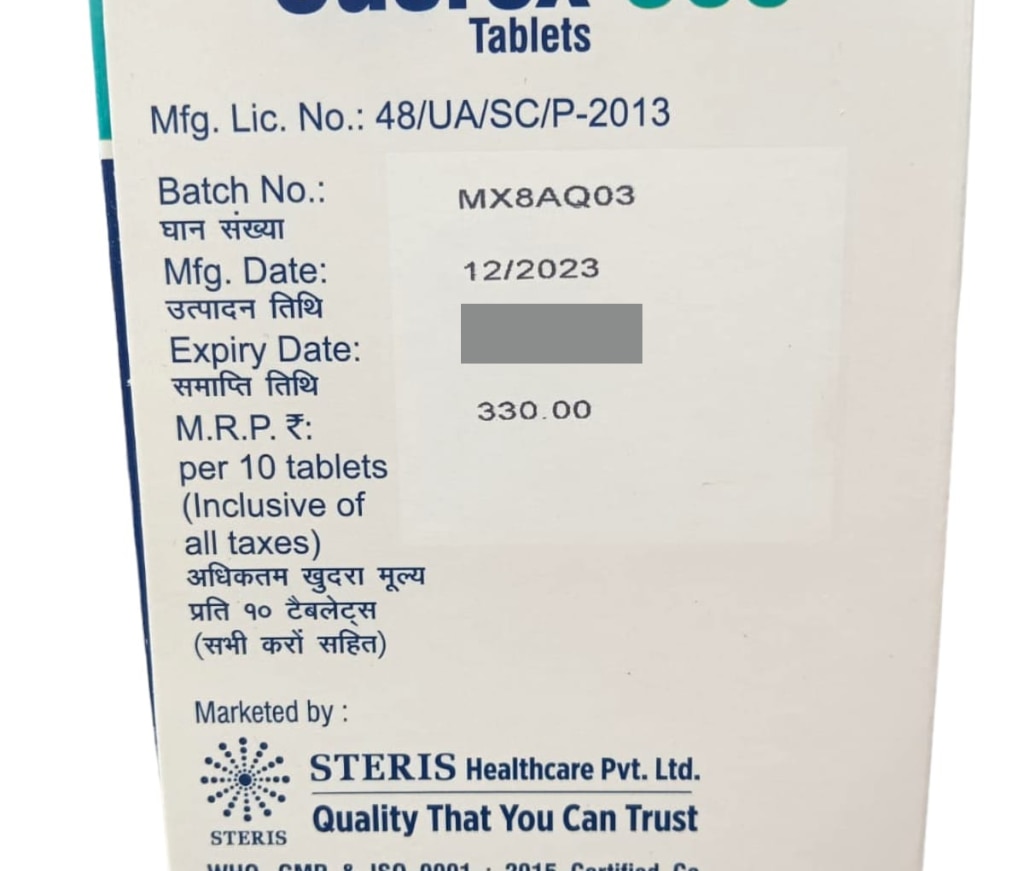 Tablets
Mfg. Lic. No.: 48/UA/SC/P-2013
Batch No.: MX8AQ03
घान संख्या
Mfg. Date: 12/2023
उत्पादन तिथि
Expiry Date:
समाप्ति तिथि
M.R.P. ₹: 330.00
per 10 tablets
(Inclusive of
all taxes)
अधिकतम खुदरा मूल्य
प्रति १० टैबलेट्स
(सभी करों सहित)
Marketed by :
STERIS Healthcare Pvt. Ltd.
Quality That You Can Trust
STERIS